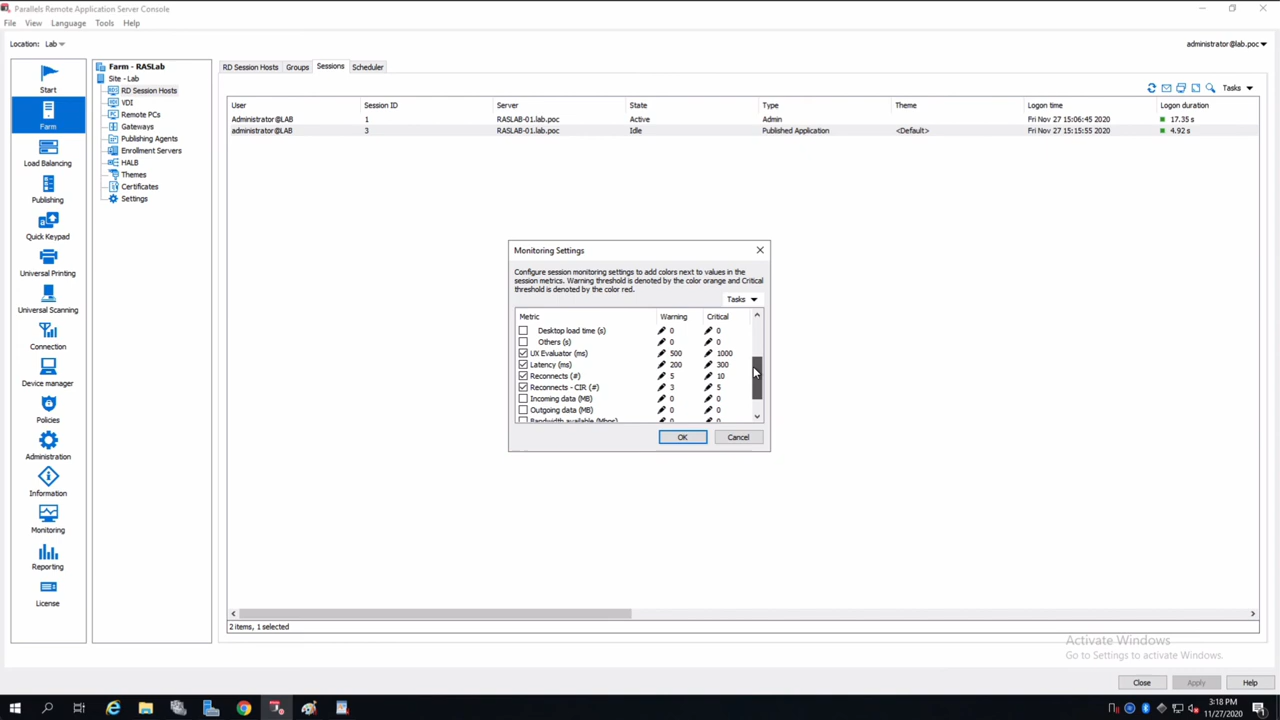 Parallels Remote Application Server Console
File View Language Tools Help
Location: Lab administrator@lab.poc
Start
Farm
Load Balancing
Publishing
Quick Keypad
Universal Printing
Universal Scanning
Connection
Device manager
Policies
Administration
Information
Monitoring
Reporting
License
Farm - RASLab
Site - Lab
RD Session Hosts
VDI
Remote PCs
Gateways
Publishing Agents
Enrollment Servers
HALB
Themes
Certificates
Settings
RD Session Hosts Groups Sessions Scheduler
Tasks
User Session ID Server State Type Theme Logon time Logon duration
Administrator@LAB 1 RASLAB-01.lab.poc Active Admin Fri Nov 27 15:06:45 2020 17.35 s
administrator@LAB 3 RASLAB-01.lab.poc Idle Published Application <Default> Fri Nov 27 15:15:55 2020 4.92 s
Monitoring Settings
Configure session monitoring settings to add colors next to values in the
session metrics. Warning threshold is denoted by the color orange and Critical
threshold is denoted by the color red.
Tasks
Metric Warning Critical
Desktop load time (s) 0 0
Others (s) 0 0
UX Evaluator (ms) 500 1000
Latency (ms) 200 300
Reconnects (#) 5 10
Reconnects - CIR (#) 3 5
Incoming data (MB) 0 0
Outgoing data (MB) 0 0
Bandwidth available (Mbps) 0 0
OK Cancel
2 items, 1 selected
Activate Windows
Go to Settings to activate Windows.
Close Apply Help
3:18 PM
11/27/2020
1